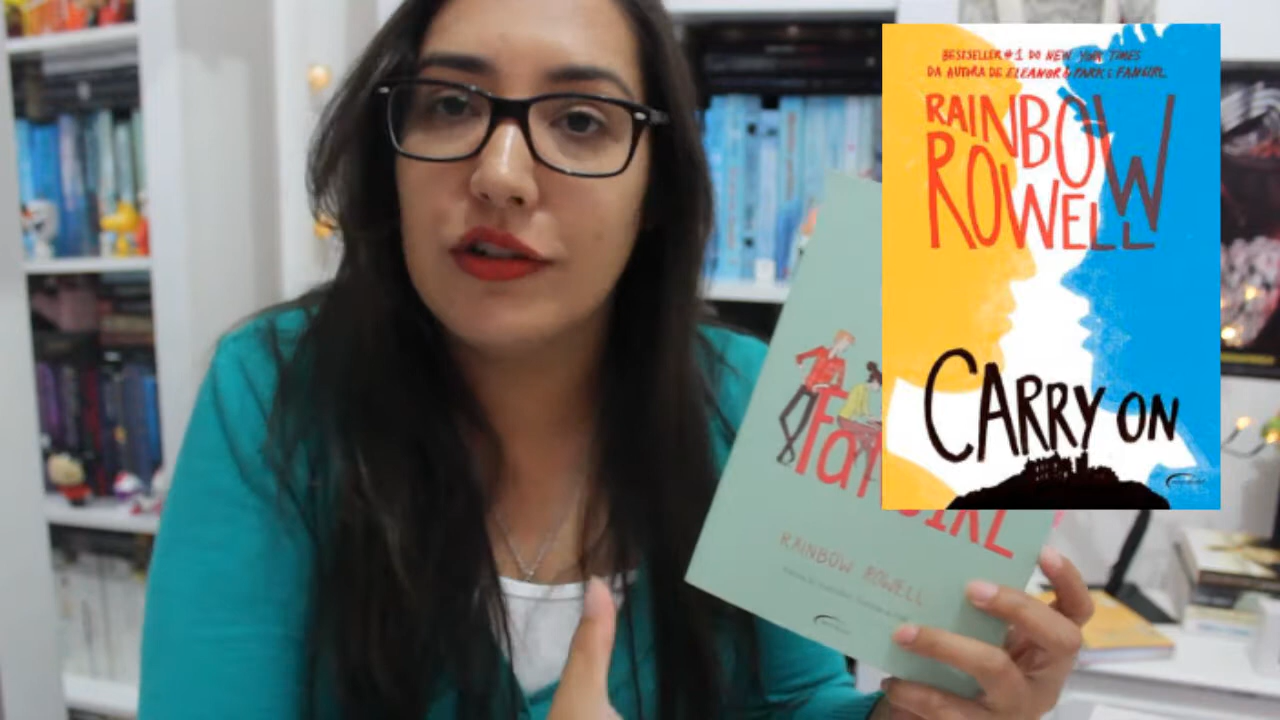 BESTSELLER #1 DO NEW YORK TIMES
DA AUTORA DE ELEANOR & PARK E FANGIRL
RAINBOW
ROWELL
CARRY ON
RAINBOW ROWELL